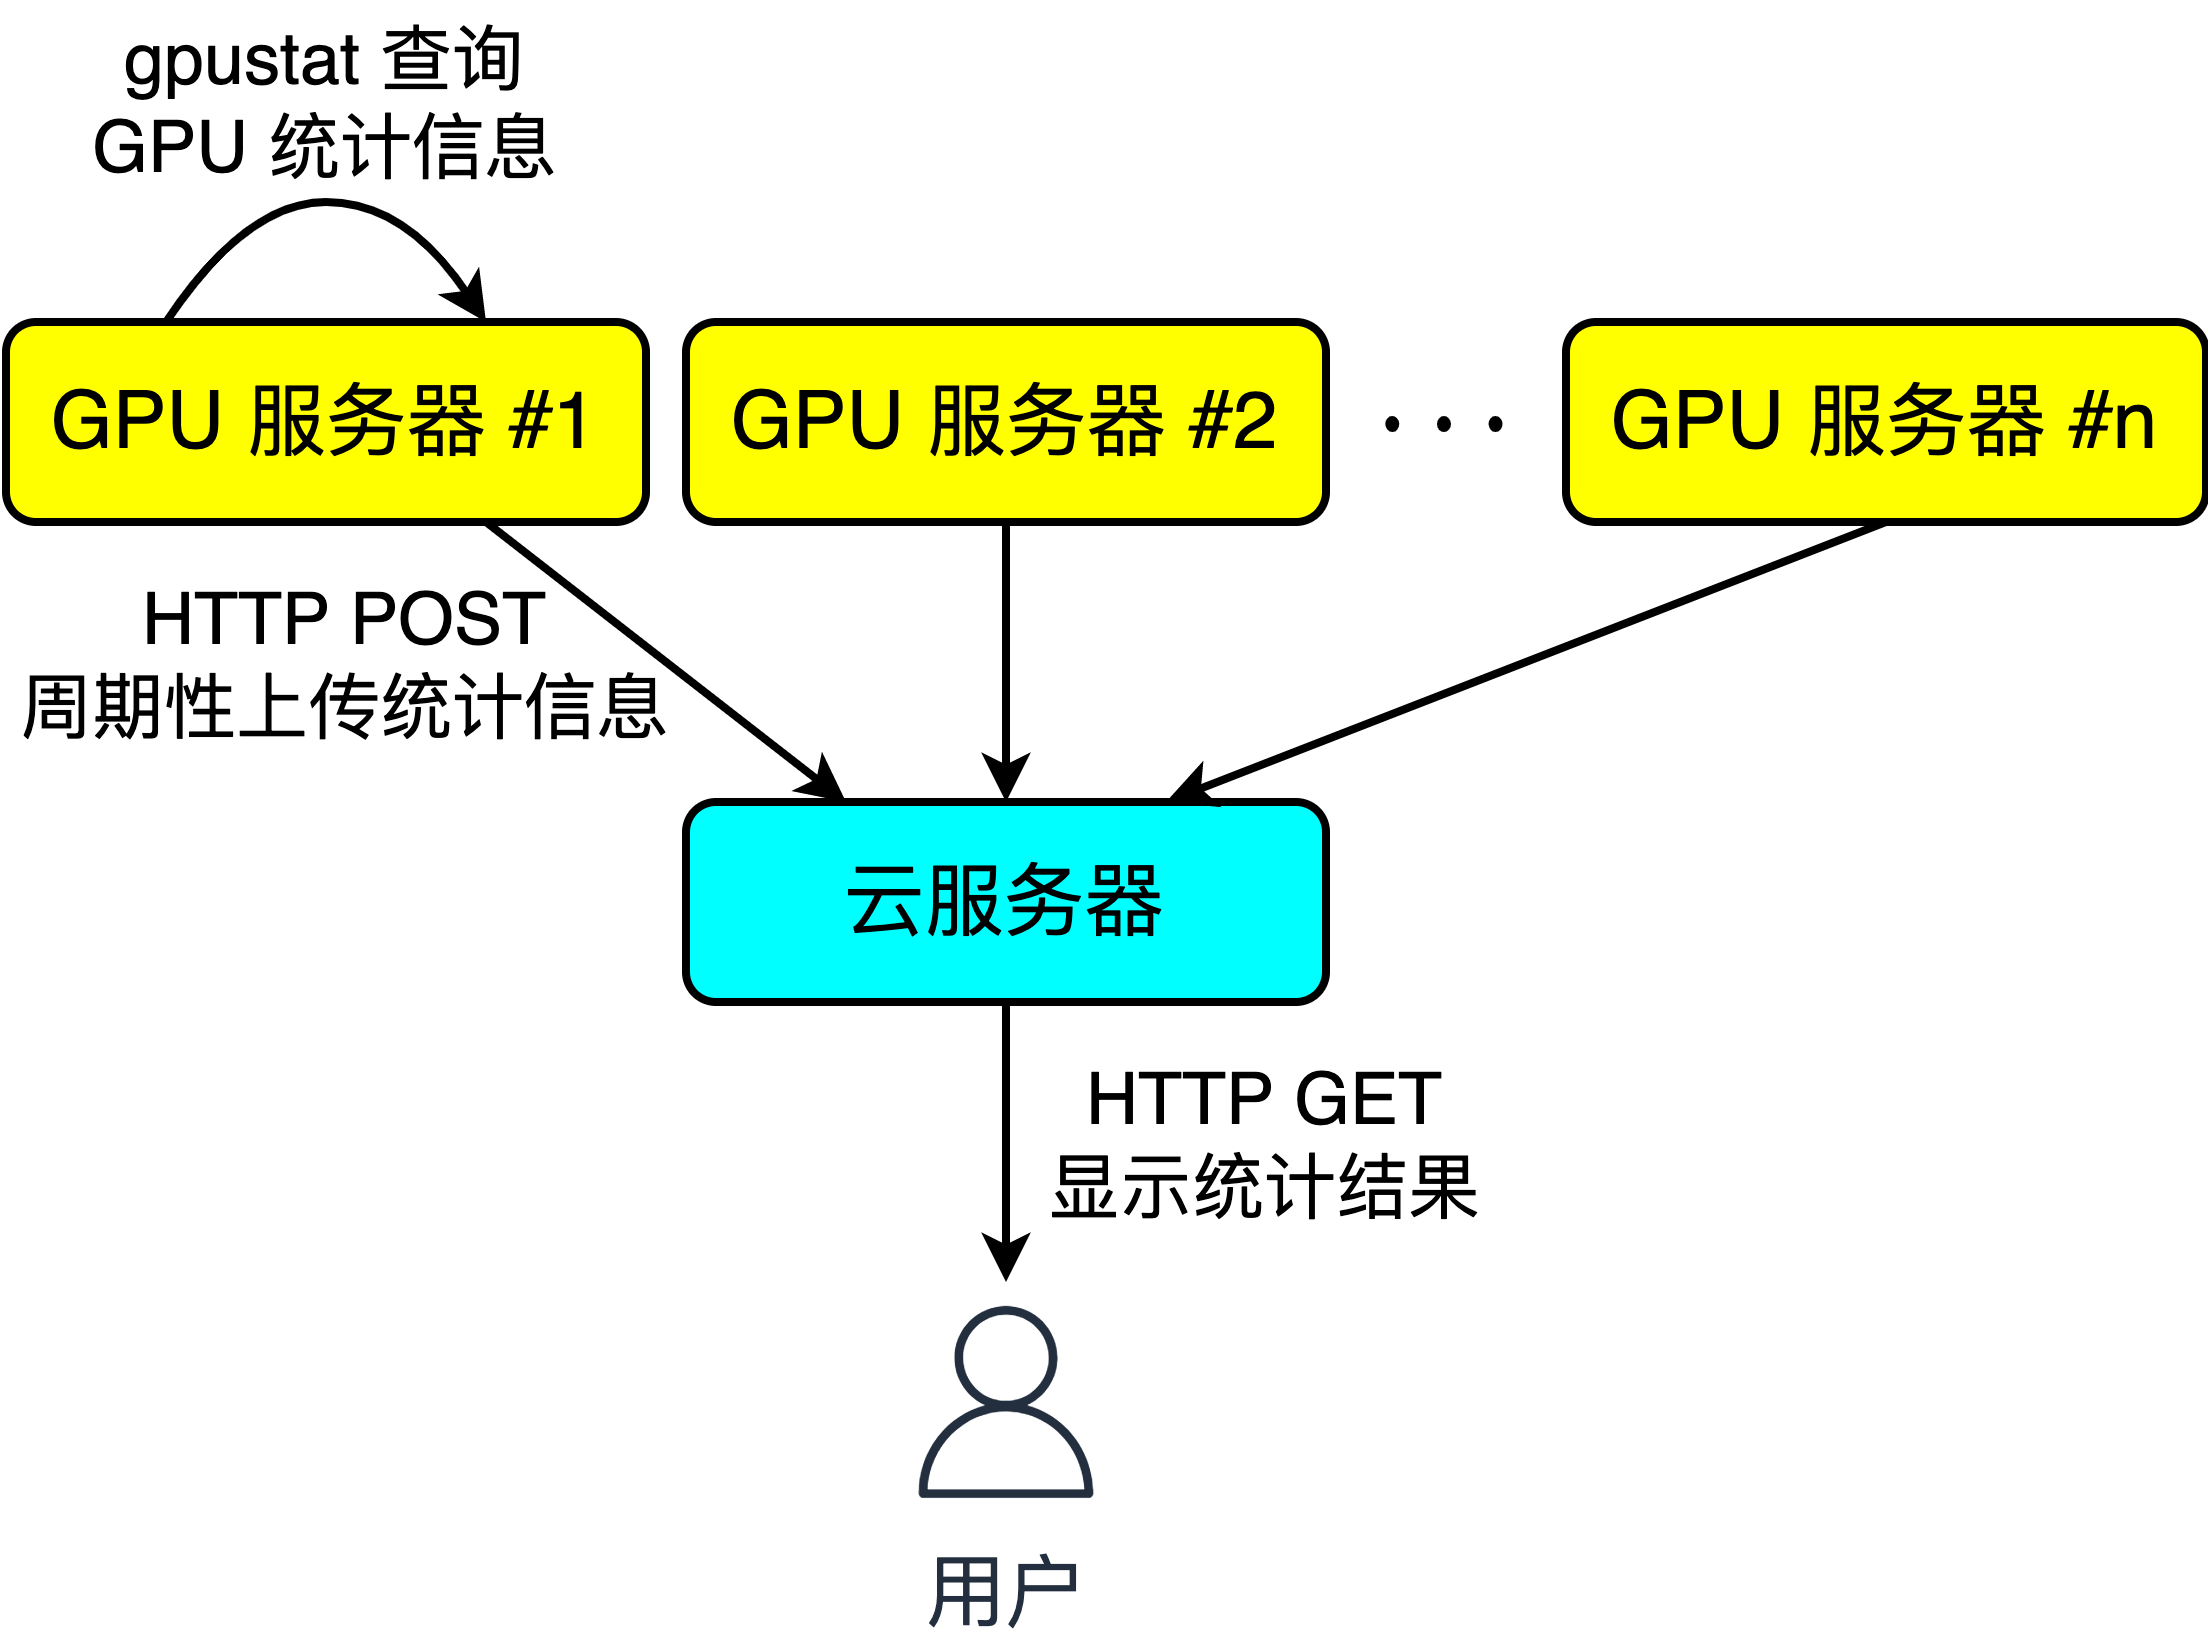 gpustat 查询
GPU 统计信息
GPU 服务器 #1
GPU 服务器 #2
···
GPU 服务器 #n
HTTP POST
周期性上传统计信息
云服务器
HTTP GET
显示统计结果
用户